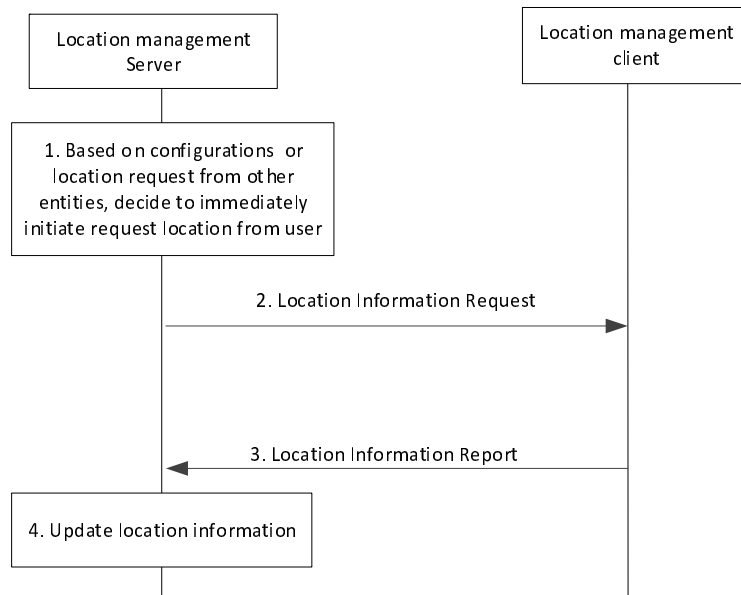 Location management
Server
Location management
client
1. Based on configurations or
location request from other
entities, decide to immediately
initiate request location from user
2. Location Information Request
3. Location Information Report
4. Update location information